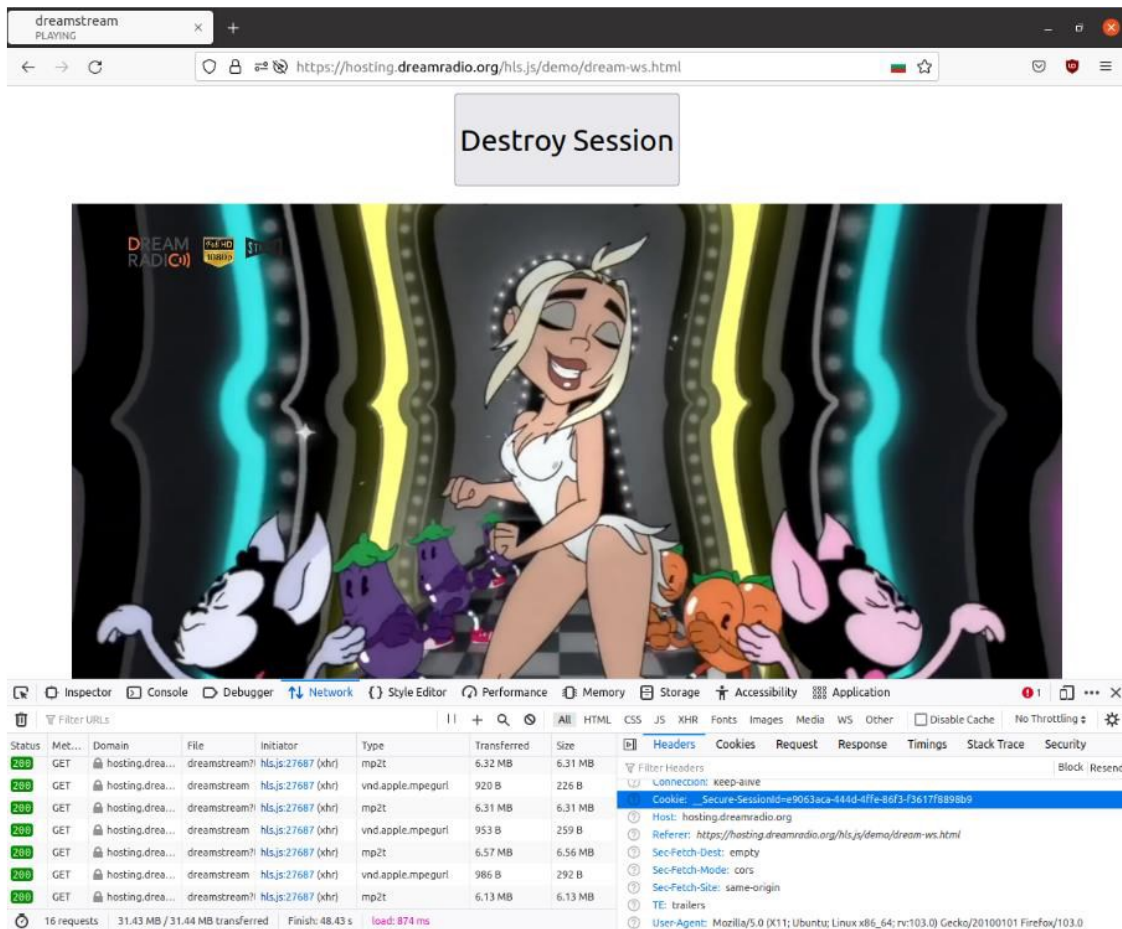 dreamstream
PLAYING
https://hosting.dreamradio.org/hls.js/demo/dream-ws.html
Destroy Session
DREAM
RADIO
Full HD
1080p
Inspector Console Debugger Network Style Editor Performance Memory Storage Accessibility Application 1
Filter URLs All HTML CSS JS XHR Fonts Images Media WS Other Disable Cache No Throttling
Status Met... Domain File Initiator Type Transferred Size Headers Cookies Request Response Timings Stack Trace Security
Filter Headers Block Resend
200 GET hosting.drea... dreamstream?l hls.js:27687 (xhr) mp2t 6.32 MB 6.31 MB
Connection: keep-alive
200 GET hosting.drea... dreamstream hls.js:27687 (xhr) vnd.apple.mpegurl 920 B 226 B
Cookie: __Secure-SessionId=e9063aca-444d-4ffe-86f3-f3617f8898b9
200 GET hosting.drea... dreamstream?l hls.js:27687 (xhr) mp2t 6.31 MB 6.31 MB
Host: hosting.dreamradio.org
200 GET hosting.drea... dreamstream hls.js:27687 (xhr) vnd.apple.mpegurl 953 B 259 B
Referer: https://hosting.dreamradio.org/hls.js/demo/dream-ws.html
Sec-Fetch-Dest: empty
200 GET hosting.drea... dreamstream?l hls.js:27687 (xhr) mp2t 6.57 MB 6.56 MB
Sec-Fetch-Mode: cors
200 GET hosting.drea... dreamstream hls.js:27687 (xhr) vnd.apple.mpegurl 986 B 292 B
Sec-Fetch-Site: same-origin
200 GET hosting.drea... dreamstream?l hls.js:27687 (xhr) mp2t 6.13 MB 6.13 MB
TE: trailers
16 requests 31.43 MB / 31.44 MB transferred Finish: 48.43 s load: 874 ms
User-Agent: Mozilla/5.0 (X11; Ubuntu; Linux x86_64; rv:103.0) Gecko/20100101 Firefox/103.0